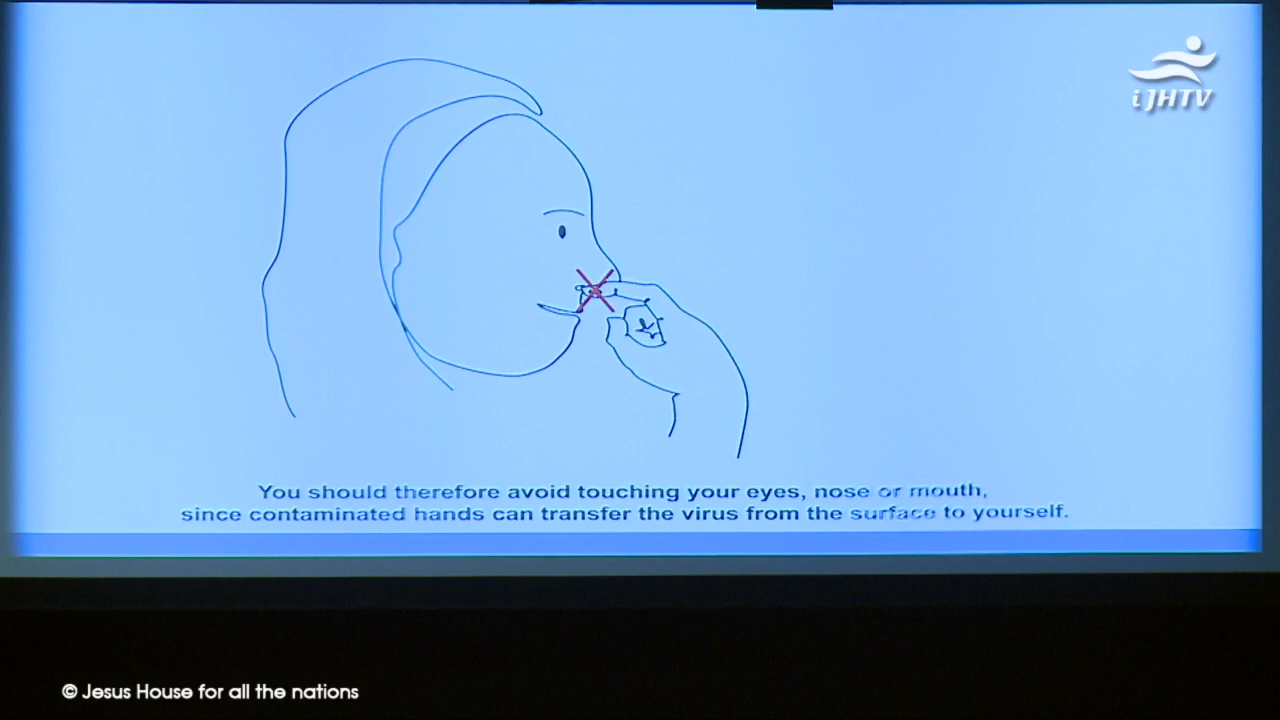 i JHTV
You should therefore avoid touching your eyes, nose or mouth,
since contaminated hands can transfer the virus from the surface to yourself.
© Jesus House for all the nations